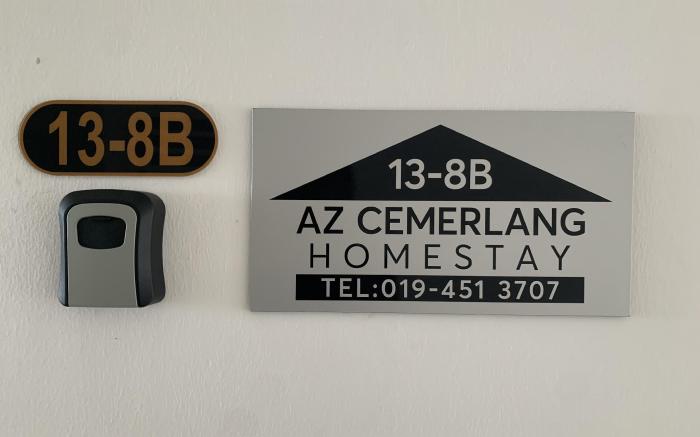 13-8B
13-8B
AZ CEMERLANG
HOMESTAY
TEL:019-451 3707